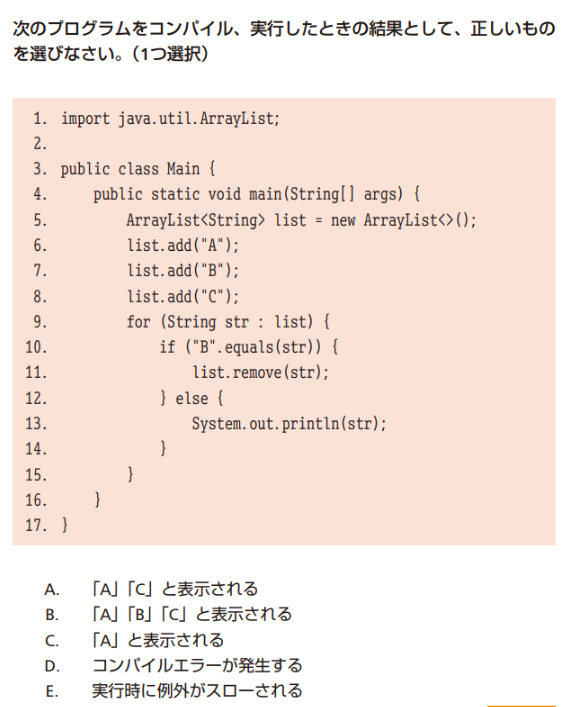 次のプログラムをコンパイル、実行したときの結果として、正しいもの
を選びなさい。（1つ選択）
1. import java.util.ArrayList;
2.
3. public class Main {
4.     public static void main(String[] args) {
5.         ArrayList<String> list = new ArrayList<>();
6.         list.add("A");
7.         list.add("B");
8.         list.add("C");
9.         for (String str : list) {
10.             if ("B".equals(str)) {
11.                 list.remove(str);
12.             } else {
13.                 System.out.println(str);
14.             }
15.         }
16.     }
17. }
A. 「A」「C」と表示される
B. 「A」「B」「C」と表示される
C. 「A」と表示される
D. コンパイルエラーが発生する
E. 実行時に例外がスローされる